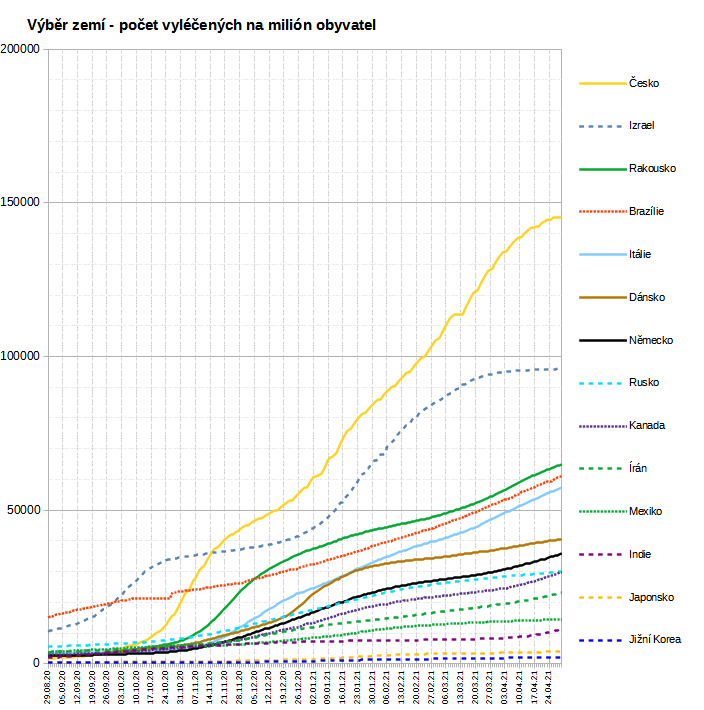 Výběr zemí - počet vyléčených na milión obyvatel
200000
150000
100000
50000
0
Česko
Izrael
Rakousko
Brazílie
Itálie
Dánsko
Německo
Rusko
Kanada
Írán
Mexiko
Indie
Japonsko
Jižní Korea
29.08.20
05.09.20
12.09.20
19.09.20
26.09.20
03.10.20
10.10.20
17.10.20
24.10.20
31.10.20
07.11.20
14.11.20
21.11.20
28.11.20
05.12.20
12.12.20
19.12.20
26.12.20
02.01.21
09.01.21
16.01.21
23.01.21
30.01.21
06.02.21
13.02.21
20.02.21
27.02.21
06.03.21
13.03.21
20.03.21
27.03.21
03.04.21
10.04.21
17.04.21
24.04.21